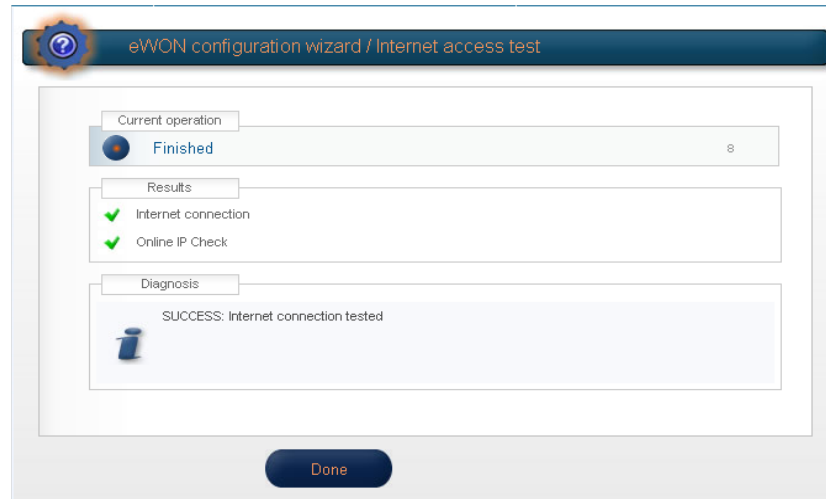 eWON configuration wizard / Internet access test
Current operation
Finished 8
Results
Internet connection
Online IP Check
Diagnosis
SUCCESS: Internet connection tested
Done